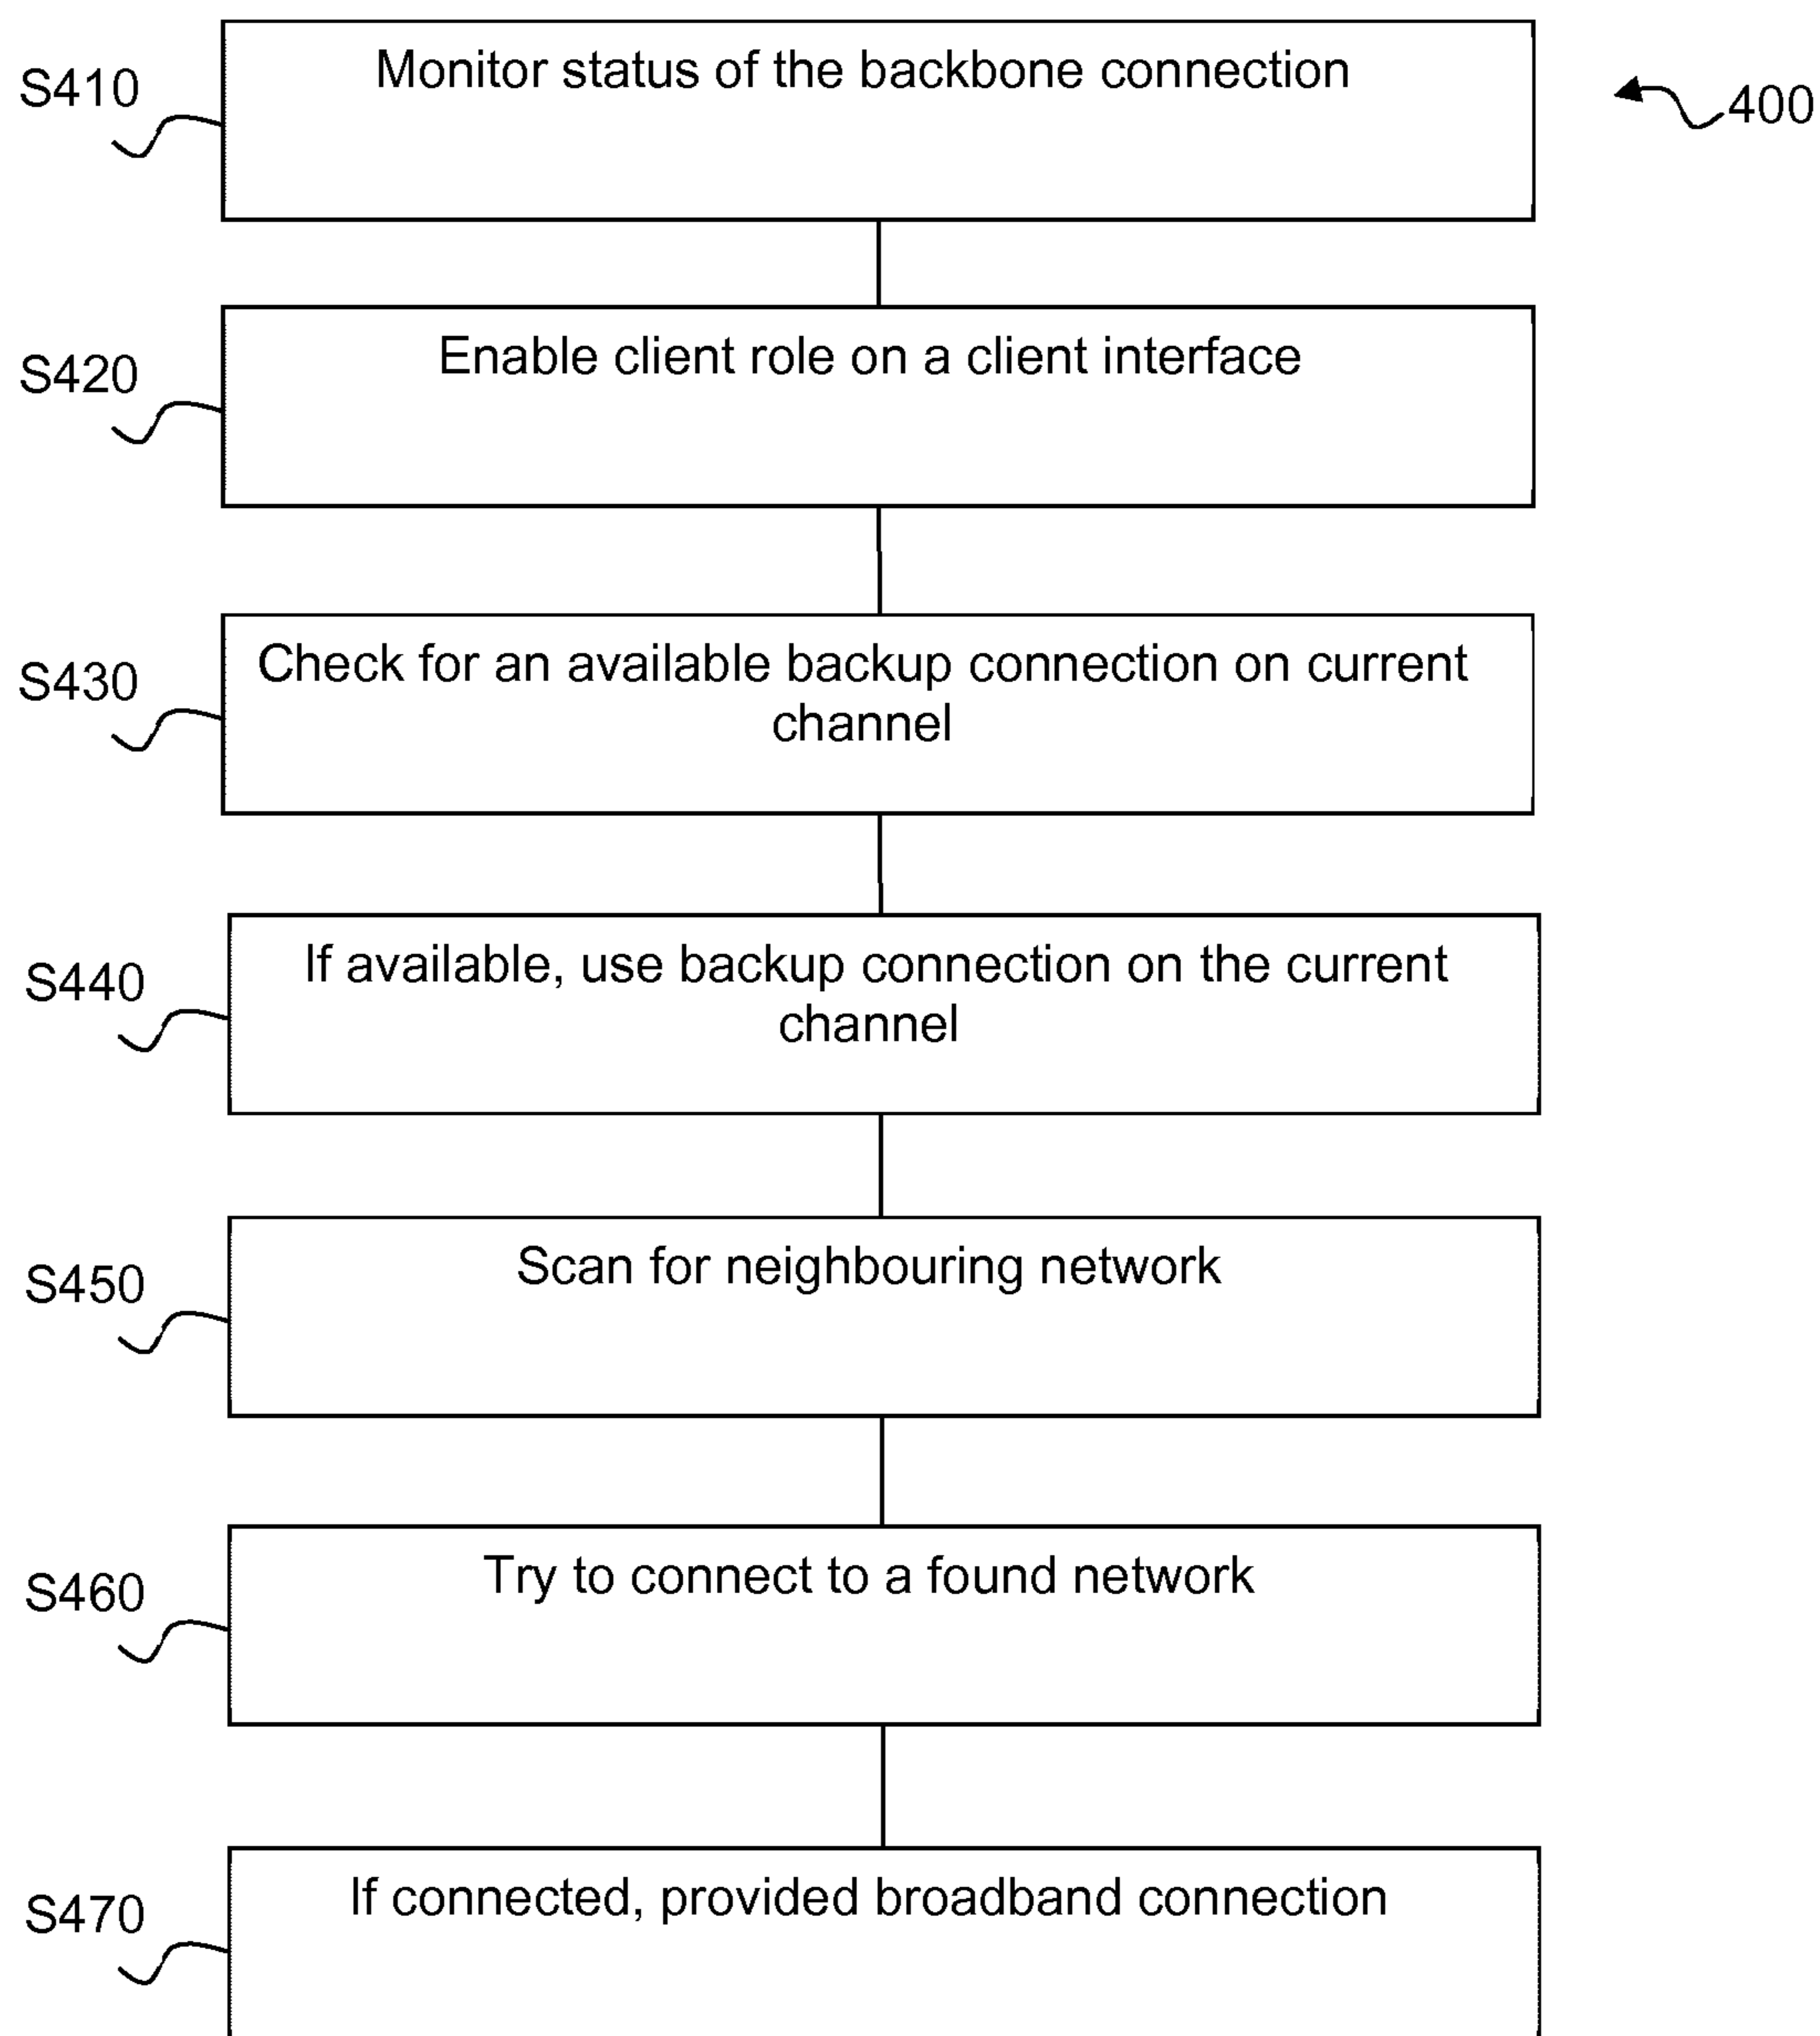 Monitor status of the backbone connection
S410
400
Enable client role on a client interface
S420
Check for an available backup connection on current
channel
S430
If available, use backup connection on the current
channel
S440
Scan for neighbouring network
S450
Try to connect to a found network
S460
If connected, provided broadband connection
S470